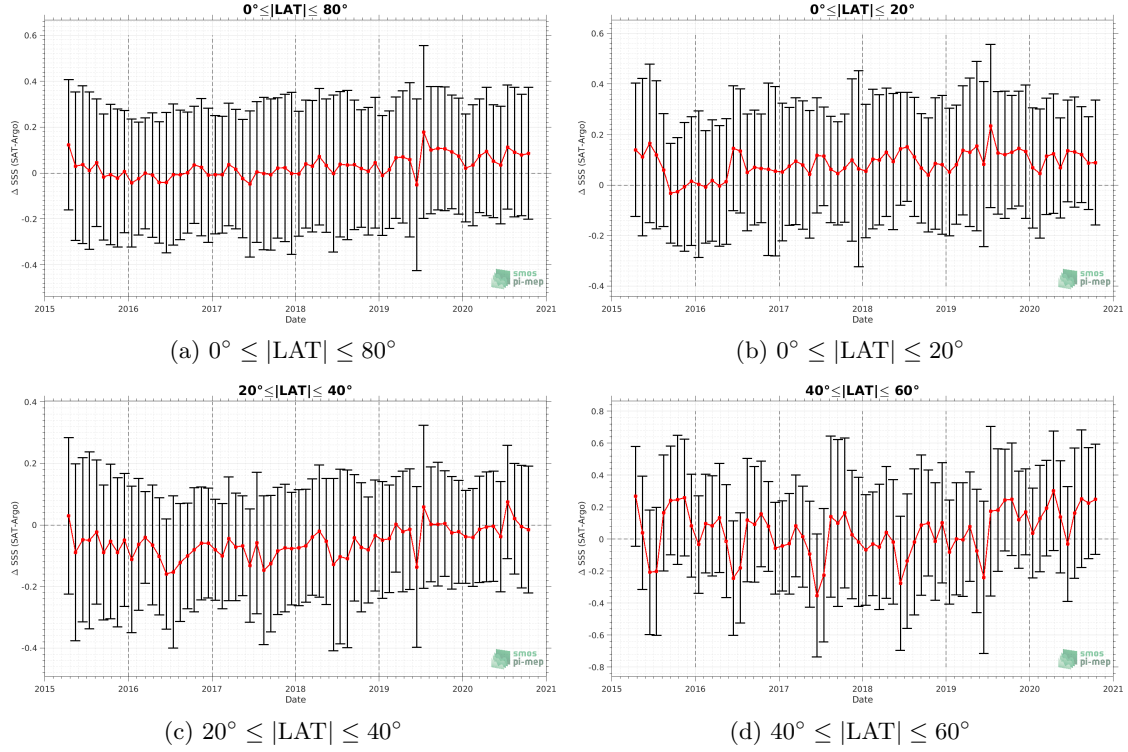 0°≤|LAT|≤ 80°
0.6
0.4
0.2
0
-0.2
-0.4
Δ SSS (SAT-Argo)
smos
pi-mep
2015 2016 2017 2018 2019 2020 2021
Date
(a) 0° ≤ |LAT| ≤ 80°
0°≤|LAT|≤ 20°
0.6
0.4
0.2
0
-0.2
-0.4
Δ SSS (SAT-Argo)
smos
pi-mep
2015 2016 2017 2018 2019 2020 2021
Date
(b) 0° ≤ |LAT| ≤ 20°
20°≤|LAT|≤ 40°
0.4
0.2
0
-0.2
-0.4
Δ SSS (SAT-Argo)
smos
pi-mep
2015 2016 2017 2018 2019 2020 2021
Date
(c) 20° ≤ |LAT| ≤ 40°
40°≤|LAT|≤ 60°
0.8
0.6
0.4
0.2
0
-0.2
-0.4
-0.6
-0.8
Δ SSS (SAT-Argo)
smos
pi-mep
2015 2016 2017 2018 2019 2020 2021
Date
(d) 40° ≤ |LAT| ≤ 60°